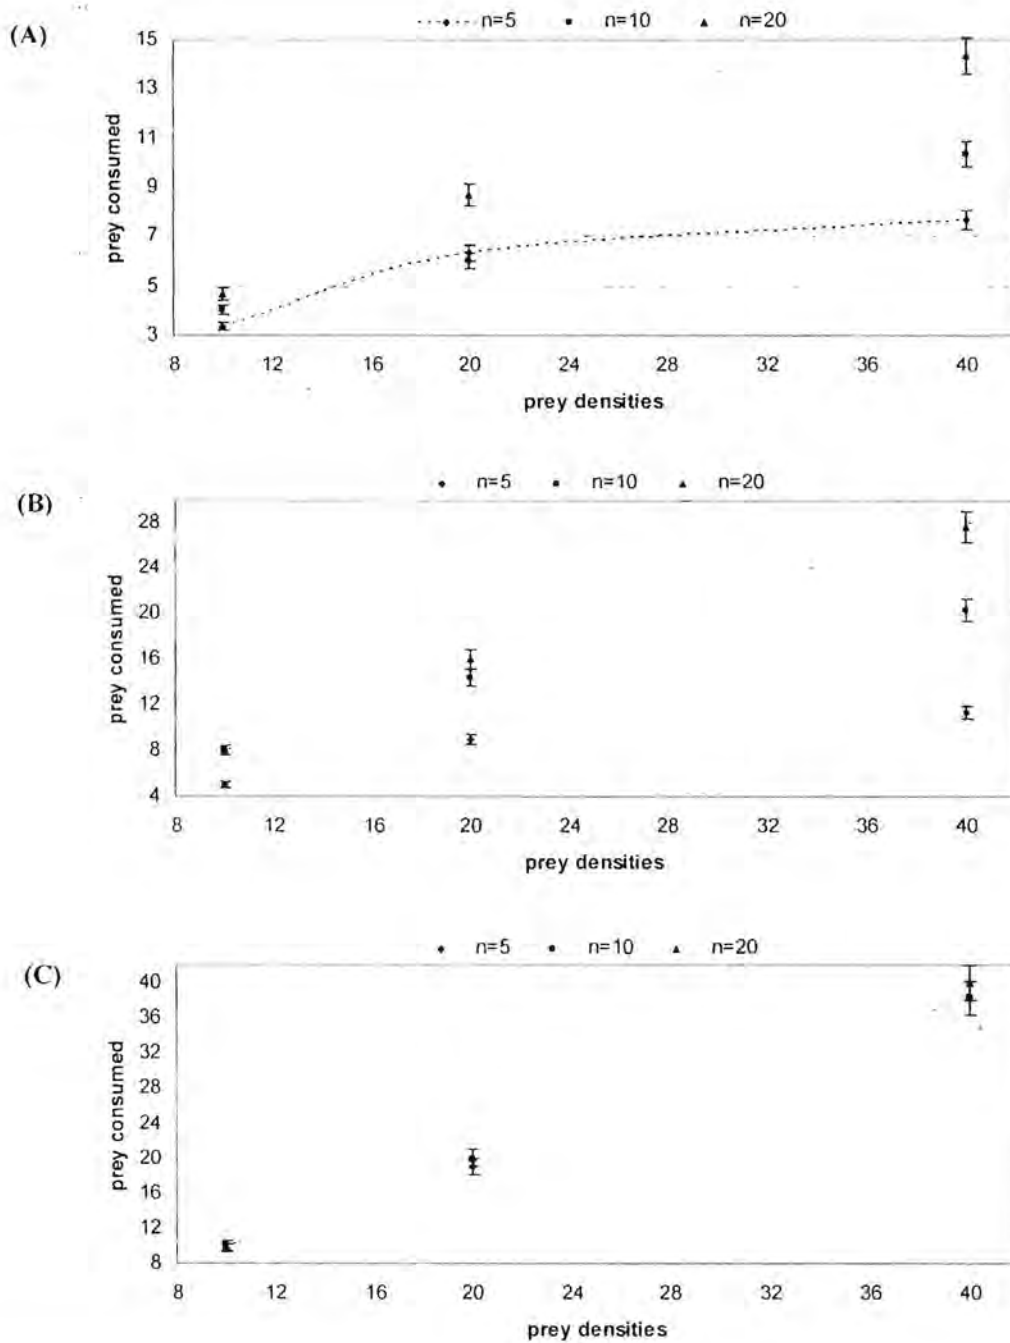 (A)
n=5 n=10 n=20
15
13
11
9
7
5
3
prey consumed
8 12 16 20 24 28 32 36 40
prey densities
(B)
n=5 n=10 n=20
28
24
20
16
12
8
4
prey consumed
8 12 16 20 24 28 32 36 40
prey densities
(C)
n=5 n=10 n=20
40
36
32
28
24
20
16
12
8
prey consumed
8 12 16 20 24 28 32 36 40
prey densities